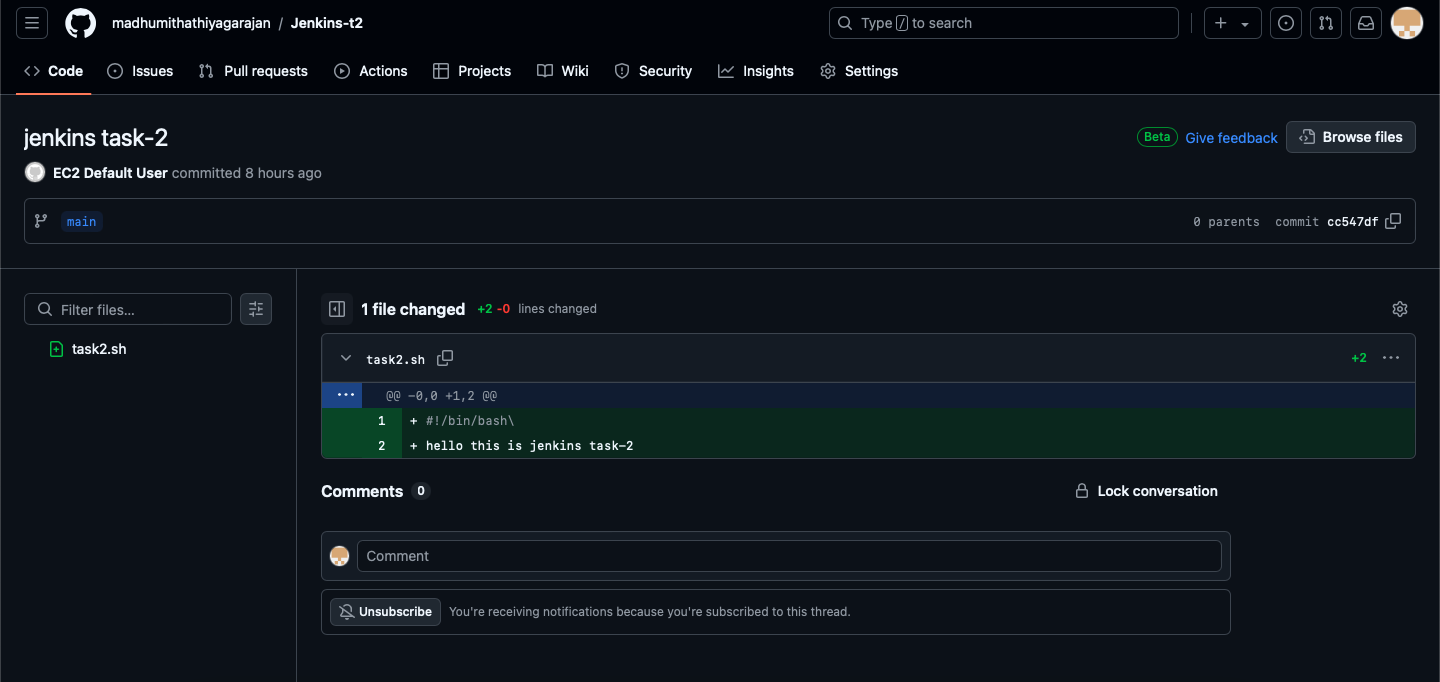 madhumithathiyagarajan / Jenkins-t2
Type / to search
Code Issues Pull requests Actions Projects Wiki Security Insights Settings
jenkins task-2
Beta Give feedback Browse files
EC2 Default User committed 8 hours ago
main 0 parents commit cc547df
Filter files...
task2.sh
1 file changed +2 -0 lines changed
task2.sh +2
@@ -0,0 +1,2 @@
1 + #!/bin/bash\
2 + hello this is jenkins task-2
Comments 0 Lock conversation
Comment
Unsubscribe You're receiving notifications because you're subscribed to this thread.